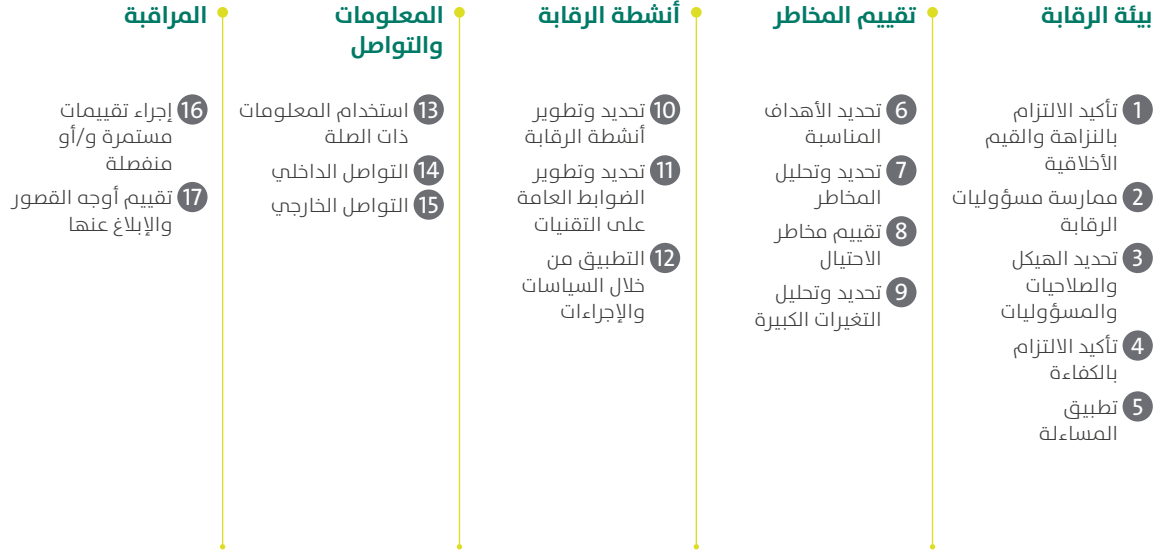 بيئة الرقابة
1 تأكيد الالتزام
بالنزاهة والقيم
الأخلاقية
2 ممارسة مسؤوليات
الرقابة
3 تحديد الهيكل
والصلاحيات
والمسؤوليات
4 تأكيد الالتزام
بالكفاءة
5 تطبيق
المساءلة
تقييم المخاطر
6 تحديد الأهداف
المناسبة
7 تحديد وتحليل
المخاطر
8 تقييم مخاطر
الاحتيال
9 تحديد وتحليل
التغيرات الكبيرة
أنشطة الرقابة
10 تحديد وتطوير
أنشطة الرقابة
11 تحديد وتطوير
الضوابط العامة
على التقنيات
12 التطبيق من
خلال السياسات
والإجراءات
المعلومات
والتواصل
13 استخدام المعلومات
ذات الصلة
14 التواصل الداخلي
15 التواصل الخارجي
المراقبة
16 إجراء تقييمات
مستمرة و/أو
منفصلة
17 تقييم أوجه القصور
والإبلاغ عنها